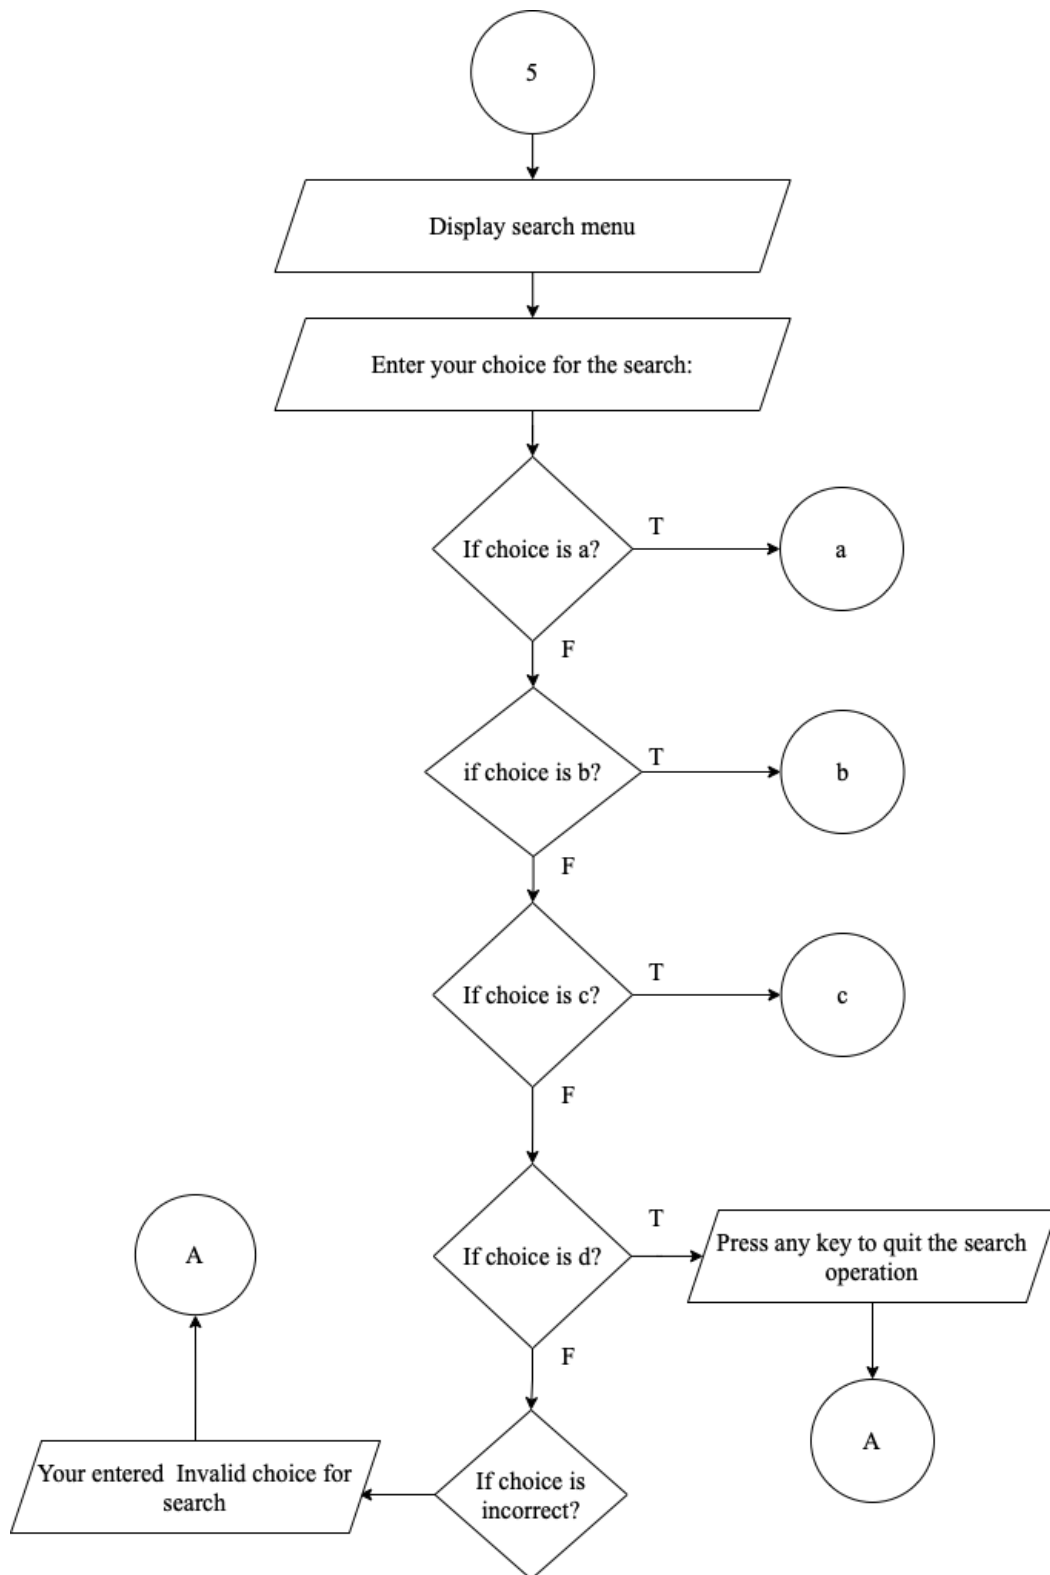 5
Display search menu
Enter your choice for the search:
If choice is a?
T
a
F
if choice is b?
T
b
F
If choice is c?
T
c
F
If choice is d?
T
Press any key to quit the search
operation
A
F
A
If choice is
incorrect?
Your entered  Invalid choice for
search
A